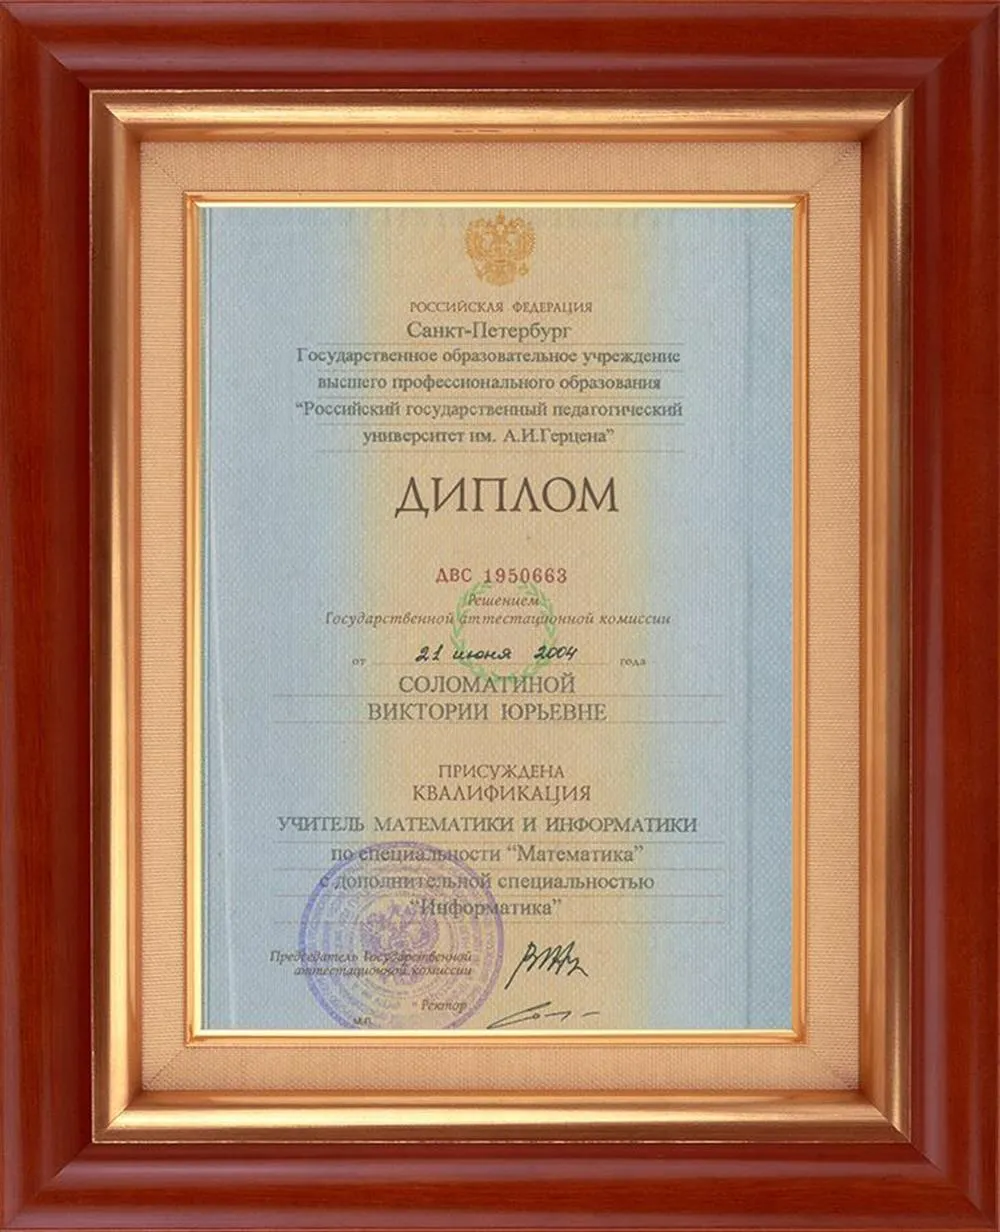 РОССИЙСКАЯ ФЕДЕРАЦИЯ
Санкт-Петербург
Государственное образовательное учреждение
высшего профессионального образования
“Российский государственный педагогический
университет им. А.И.Герцена”
ДИПЛОМ
ДВС 1950663
Решением
Государственной аттестационной комиссии
от 21 июня 2004 года
СОЛОМАТИНОЙ
ВИКТОРИИ ЮРЬЕВНЕ
ПРИСУЖДЕНА
КВАЛИФИКАЦИЯ
УЧИТЕЛЬ МАТЕМАТИКИ И ИНФОРМАТИКИ
по специальности “Математика”
с дополнительной специальностью
“Информатика”
Председатель Государственной
аттестационной комиссии
Ректор
М.П.